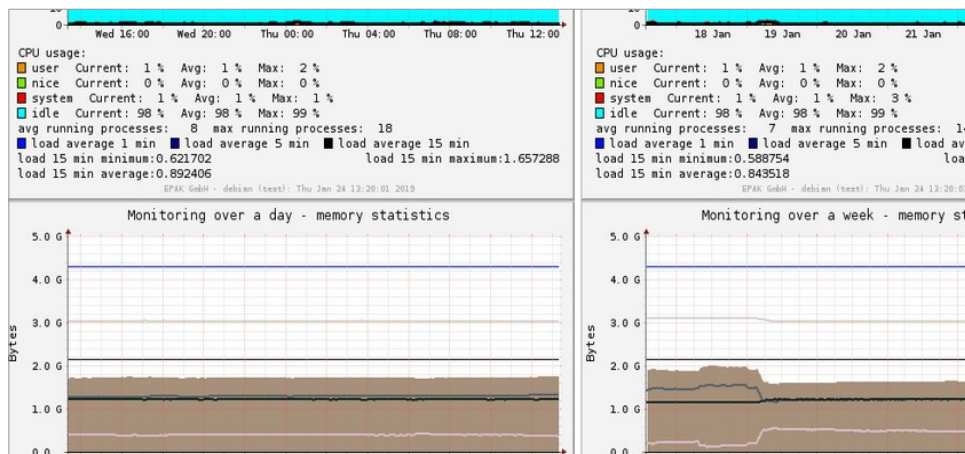 0
Wed 16:00 Wed 20:00 Thu 00:00 Thu 04:00 Thu 08:00 Thu 12:00
CPU usage:
user Current: 1 % Avg: 1 % Max: 2 %
nice Current: 0 % Avg: 0 % Max: 0 %
system Current: 1 % Avg: 1 % Max: 1 %
idle Current: 98 % Avg: 98 % Max: 99 %
avg running processes: 8 max running processes: 18
load average 1 min load average 5 min load average 15 min
load 15 min minimum:0.621702 load 15 min maximum:1.657288
load 15 min average:0.892406
EPAK GmbH - debian (test): Thu Jan 24 13:20:01 2019
Monitoring over a day - memory statistics
5.0 G
4.0 G
3.0 G
2.0 G
1.0 G
0.0
Bytes
0
18 Jan 19 Jan 20 Jan 21 Jan
CPU usage:
user Current: 1 % Avg: 1 % Max: 2 %
nice Current: 0 % Avg: 0 % Max: 0 %
system Current: 1 % Avg: 1 % Max: 3 %
idle Current: 98 % Avg: 98 % Max: 99 %
avg running processes: 7 max running processes:
load average 1 min load average 5 min load av
load 15 min minimum:0.588754 loa
load 15 min average:0.843518
EPAK GmbH - debian (test): Thu Jan 24 13:20:0
Monitoring over a week - memory st
5.0 G
4.0 G
3.0 G
2.0 G
1.0 G
0.0
Bytes